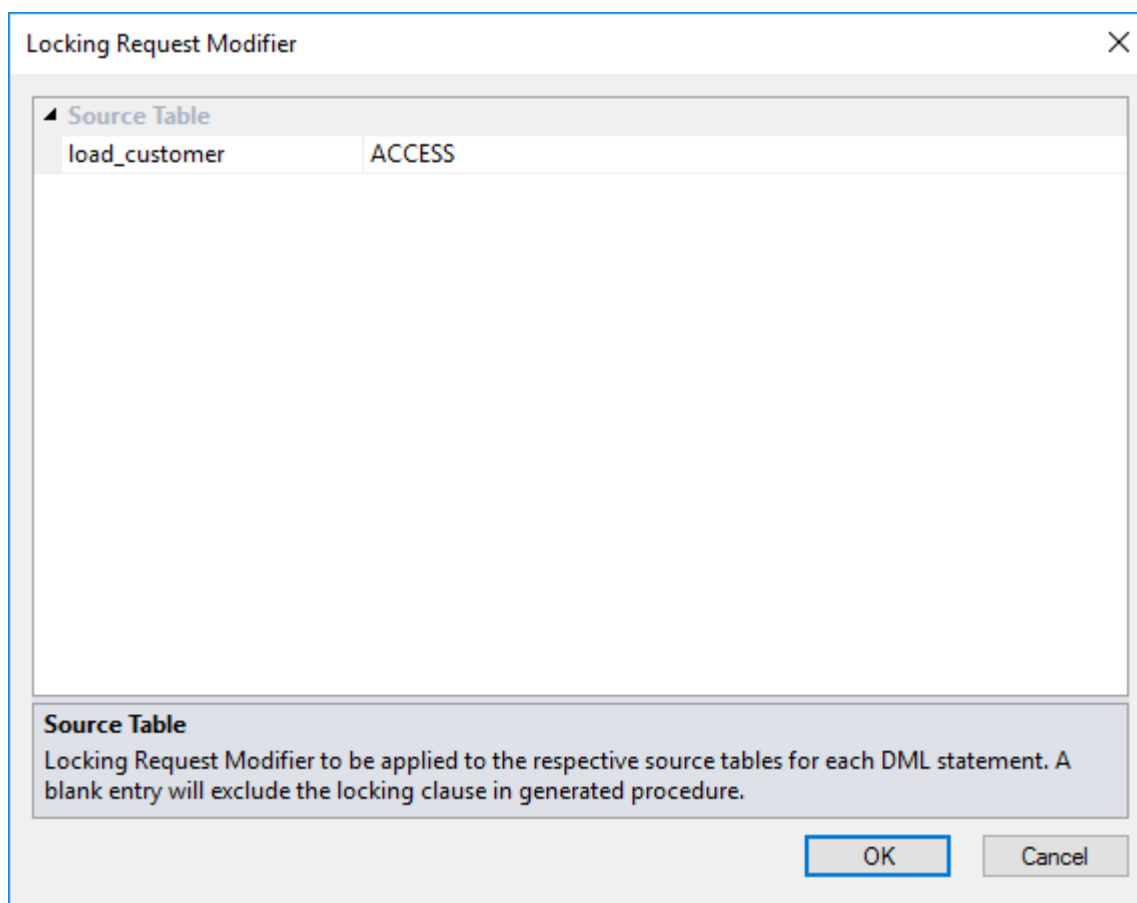 Locking Request Modifier
Source Table
load_customer ACCESS
Source Table
Locking Request Modifier to be applied to the respective source tables for each DML statement. A
blank entry will exclude the locking clause in generated procedure.
OK Cancel